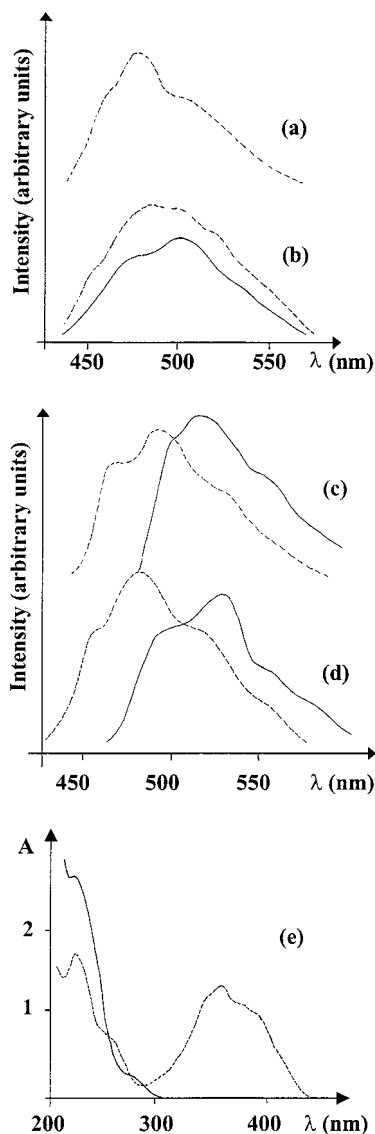 Intensity (arbitrary units)
(a)
(b)
450 500 550 λ (nm)
Intensity (arbitrary units)
(c)
(d)
450 500 550 λ (nm)
A
(e)
2
1
200 300 400 λ (nm)